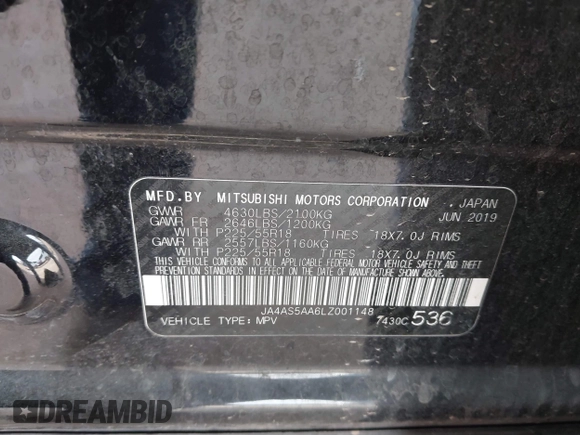 MFD.BY MITSUBISHI MOTORS CORPORATION , JAPAN
GVWR 4630LBS/2100KG JUN 2019
GAWR FR 2646LBS/1200KG
WITH P225/55R18 TIRES 18X7.0J RIMS
GAWR RR 2557LBS/1160KG
WITH P225/55R18 TIRES 18X7.0J RIMS
THIS VEHICLE CONFORMS TO ALL APPLICABLE FEDERAL MOTOR VEHICLE SAFETY AND THEFT
PREVENTION STANDARDS IN EFFECT ON THE DATE OF MANUFACTURE SHOWN ABOVE.
JA4AS5AA6LZ001148
VEHICLE TYPE: MPV 7430C 536
DREAMBID